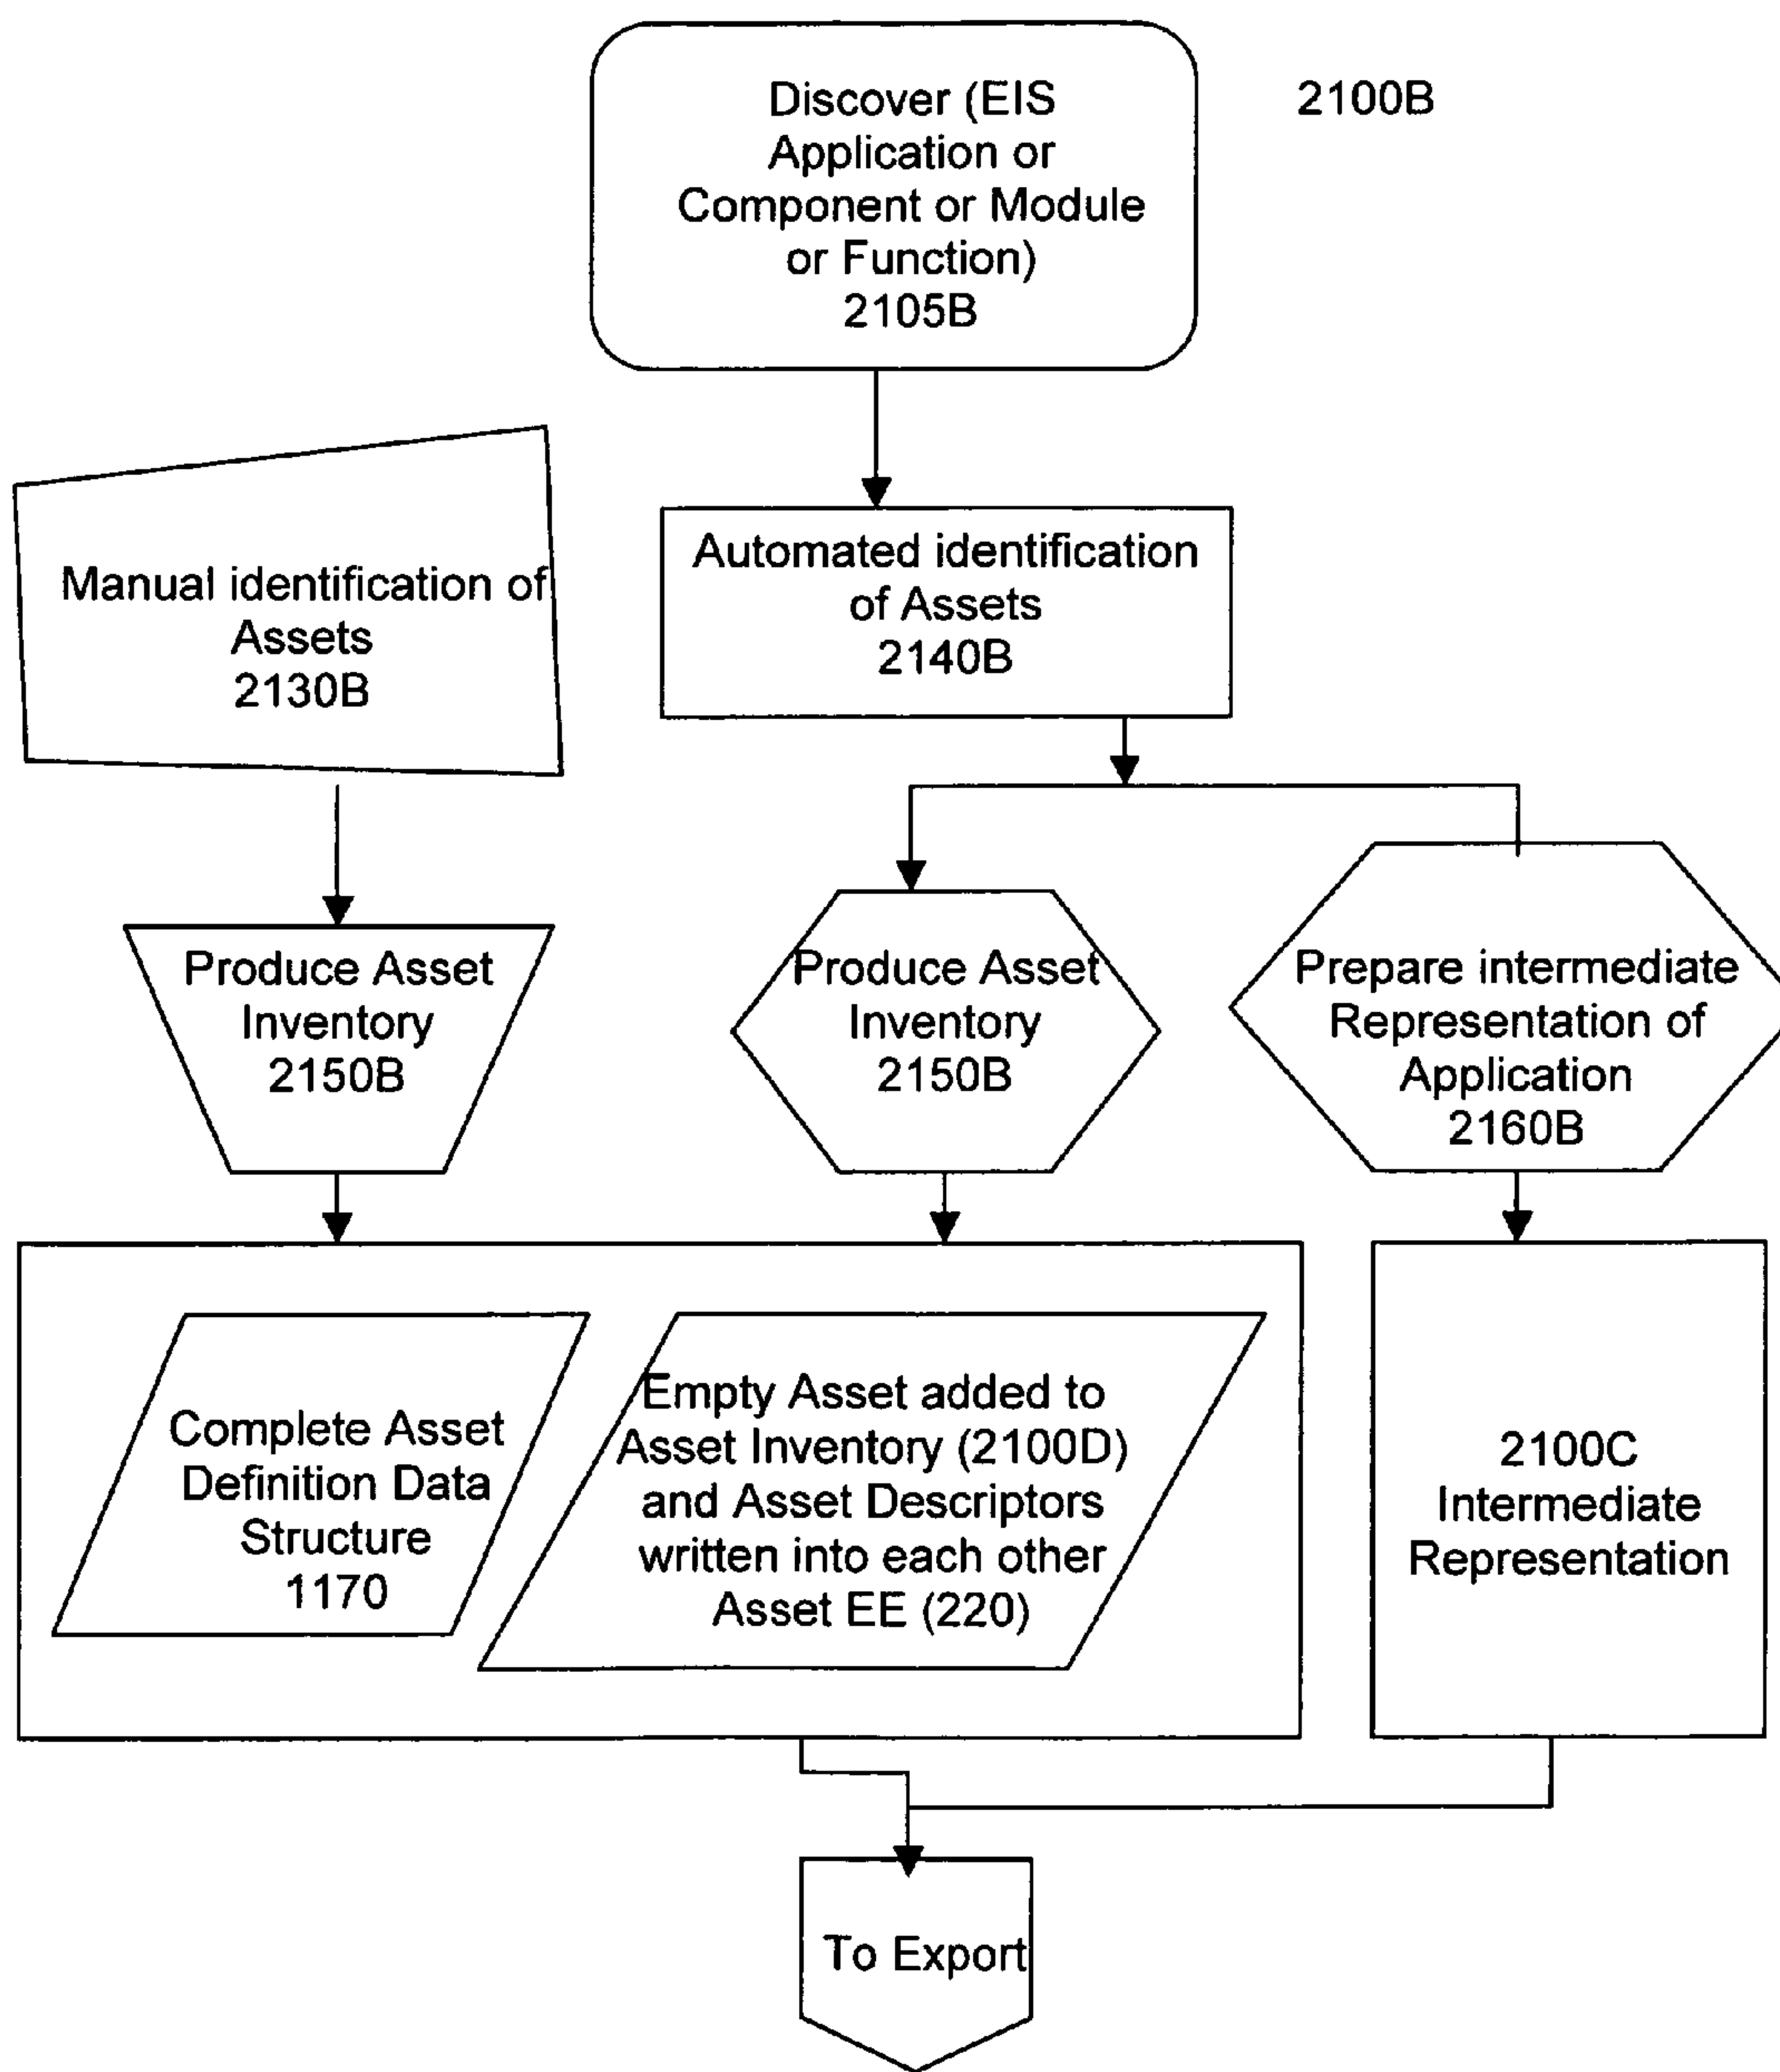 Discover (EIS
Application or
Component or Module
or Function)
2105B
2100B
Manual identification of
Assets
2130B
Automated identification
of Assets
2140B
Produce Asset
Inventory
2150B
Produce Asset
Inventory
2150B
Prepare intermediate
Representation of
Application
2160B
Complete Asset
Definition Data
Structure
1170
Empty Asset added to
Asset Inventory (2100D)
and Asset Descriptors
written into each other
Asset EE (220)
2100C
Intermediate
Representation
To Export